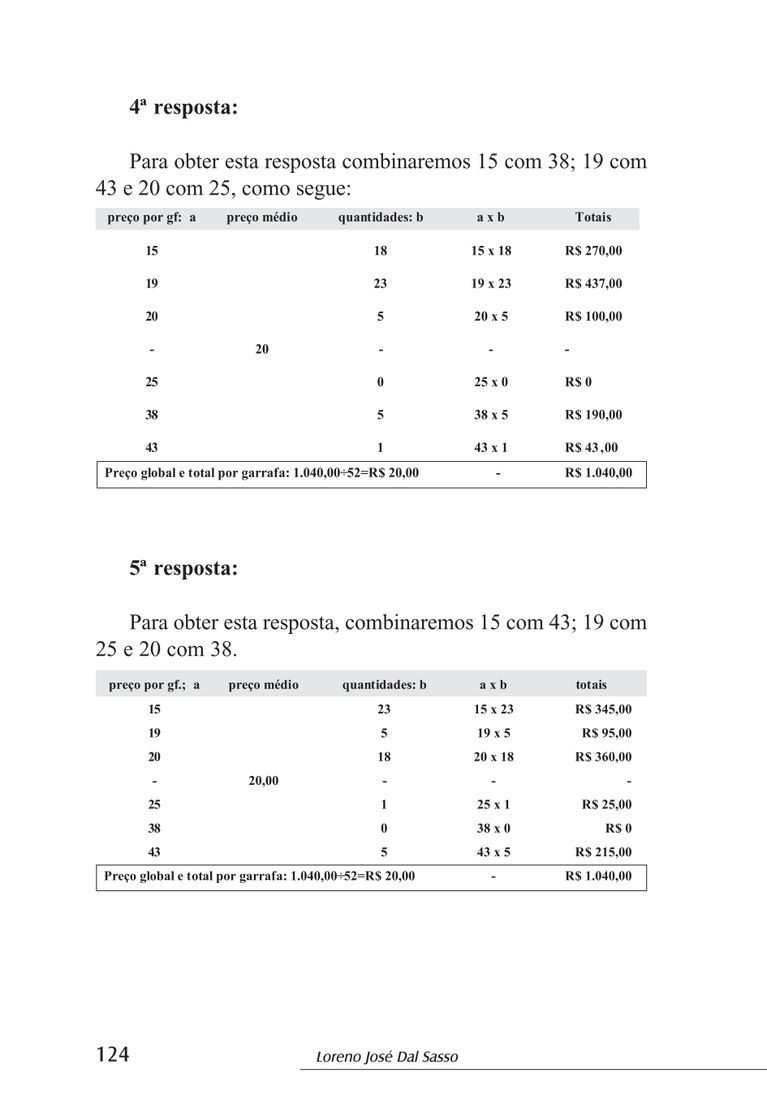 4ª resposta:
Para obter esta resposta combinaremos 15 com 38; 19 com
43 e 20 com 25, como segue:
preço por gf: a preço médio quantidades: b a x b Totais
15 18 15 x 18 R$ 270,00
19 23 19 x 23 R$ 437,00
20 5 20 x 5 R$ 100,00
- 20 - - -
25 0 25 x 0 R$ 0
38 5 38 x 5 R$ 190,00
43 1 43 x 1 R$ 43,00
Preço global e total por garrafa: 1.040,00÷52=R$ 20,00 - R$ 1.040,00
5ª resposta:
Para obter esta resposta, combinaremos 15 com 43; 19 com
25 e 20 com 38.
preço por gf.; a preço médio quantidades: b a x b totais
15 23 15 x 23 R$ 345,00
19 5 19 x 5 R$ 95,00
20 18 20 x 18 R$ 360,00
- 20,00 - - -
25 1 25 x 1 R$ 25,00
38 0 38 x 0 R$ 0
43 5 43 x 5 R$ 215,00
Preço global e total por garrafa: 1.040,00÷52=R$ 20,00 - R$ 1.040,00
124 Loreno José Dal Sasso